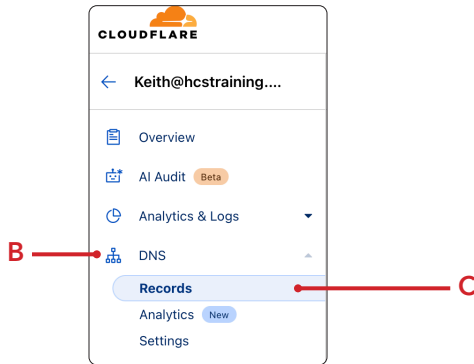 CLOUDFLARE
Keith@hcstraining....
Overview
AI Audit Beta
Analytics & Logs
B
DNS
Records
C
Analytics New
Settings